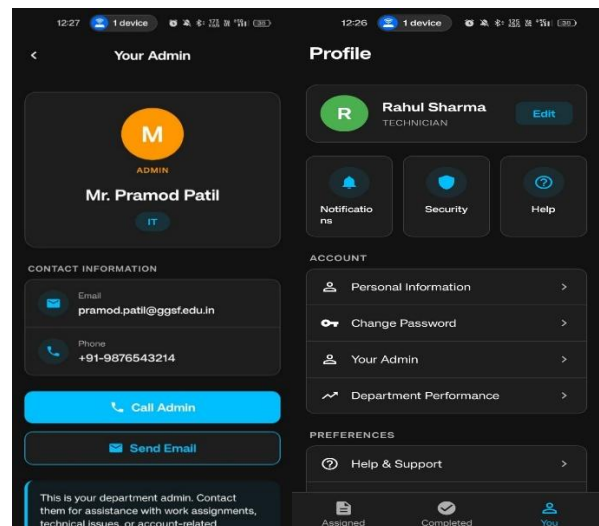 12:27
1 device
Your Admin
M
ADMIN
Mr. Pramod Patil
IT
CONTACT INFORMATION
Email
pramod.patil@ggsf.edu.in
Phone
+91-9876543214
Call Admin
Send Email
This is your department admin. Contact
them for assistance with work assignments,
technical issues, or account-related
12:26
1 device
Profile
R
Rahul Sharma
TECHNICIAN
Edit
Notificatio
ns
Security
Help
ACCOUNT
Personal Information
Change Password
Your Admin
Department Performance
PREFERENCES
Help & Support
Assigned
Completed
You